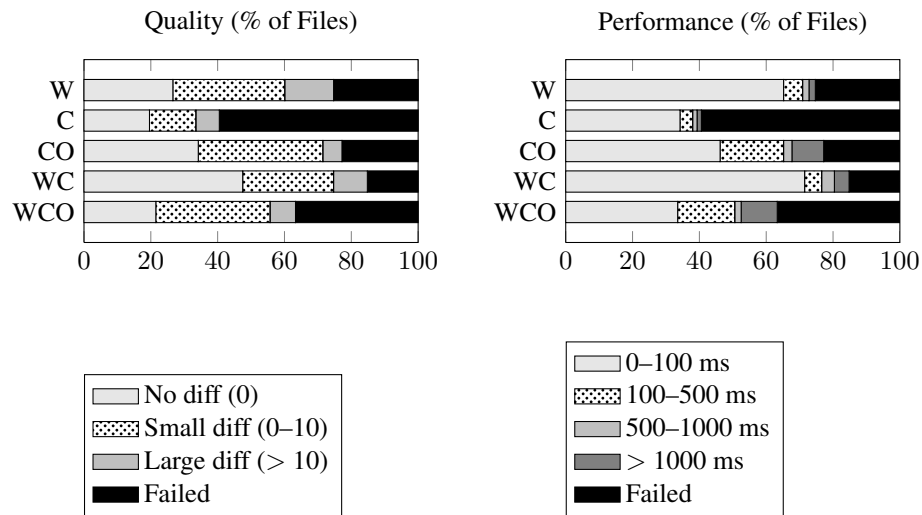 Quality (% of Files)
W
C
CO
WC
WCO
0 20 40 60 80 100
No diff (0)
Small diff (0–10)
Large diff (> 10)
Failed
Performance (% of Files)
W
C
CO
WC
WCO
0 20 40 60 80 100
0–100 ms
100–500 ms
500–1000 ms
> 1000 ms
Failed